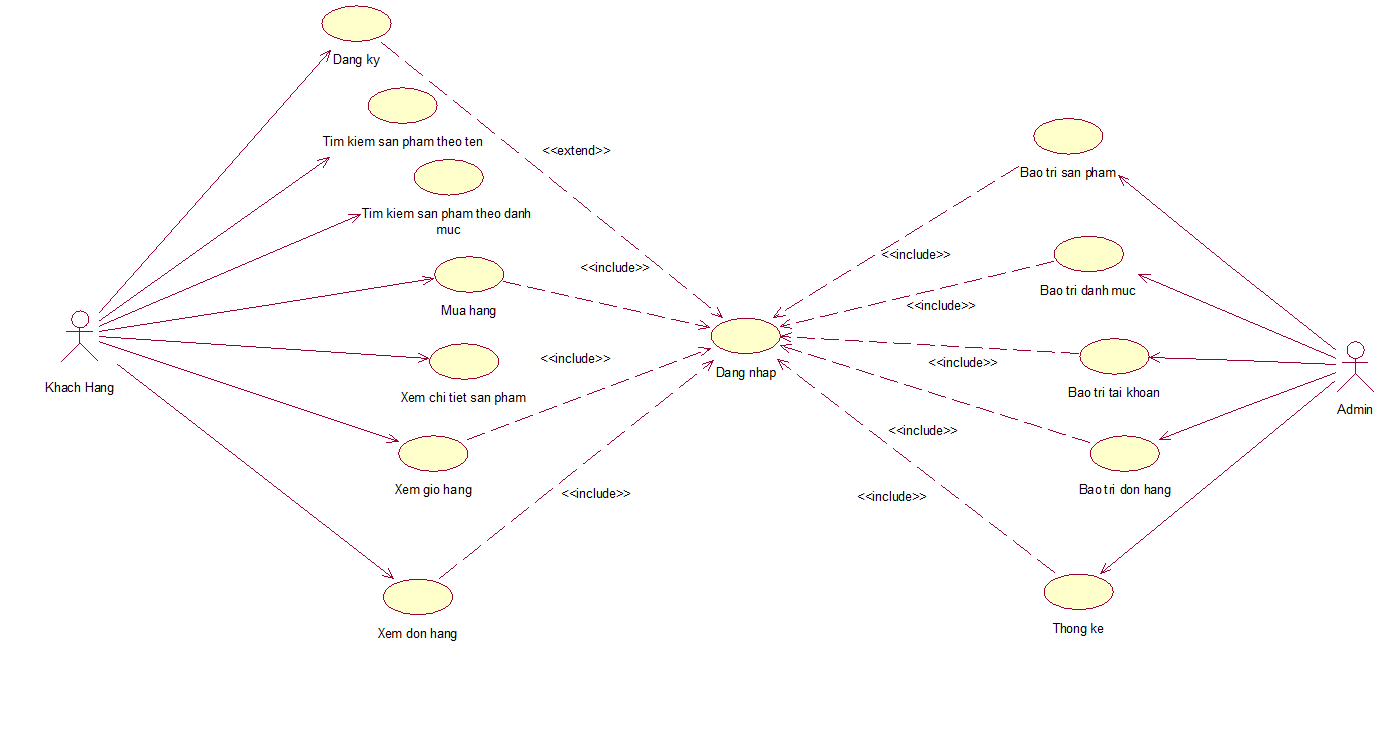 Dang ky
Tim kiem san pham theo ten
<<extend>>
Tim kiem san pham theo danh
muc
<<include>>
Mua hang
Khach Hang
<<include>>
Xem chi tiet san pham
Xem gio hang
<<include>>
Xem don hang
Dang nhap
Bao tri san pham
<<include>>
Bao tri danh muc
<<include>>
<<include>>
Bao tri tai khoan
Admin
<<include>>
Bao tri don hang
<<include>>
Thong ke